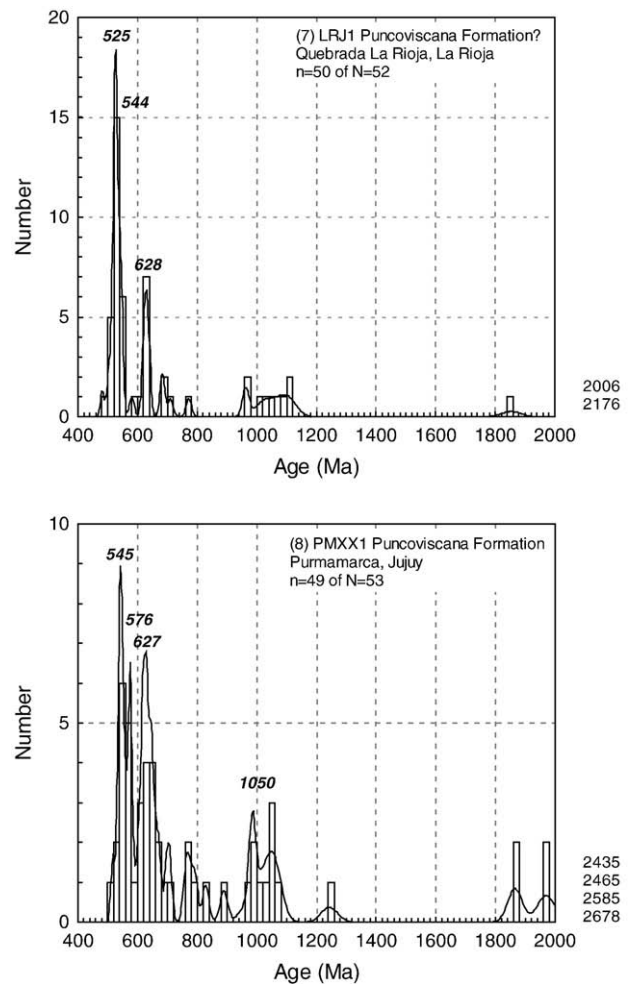 20
(7) LRJ1 Puncoviscana Formation?
525
Quebrada La Rioja, La Rioja
n=50 of N=52
15
544
Number
10
628
5
2006
2176
0
400 600 800 1000 1200 1400 1600 1800 2000
Age (Ma)
10
(8) PMXX1 Puncoviscana Formation
545
Purmamarca, Jujuy
n=49 of N=53
576
627
Number
5
1050
2435
2465
2585
2678
0
400 600 800 1000 1200 1400 1600 1800 2000
Age (Ma)